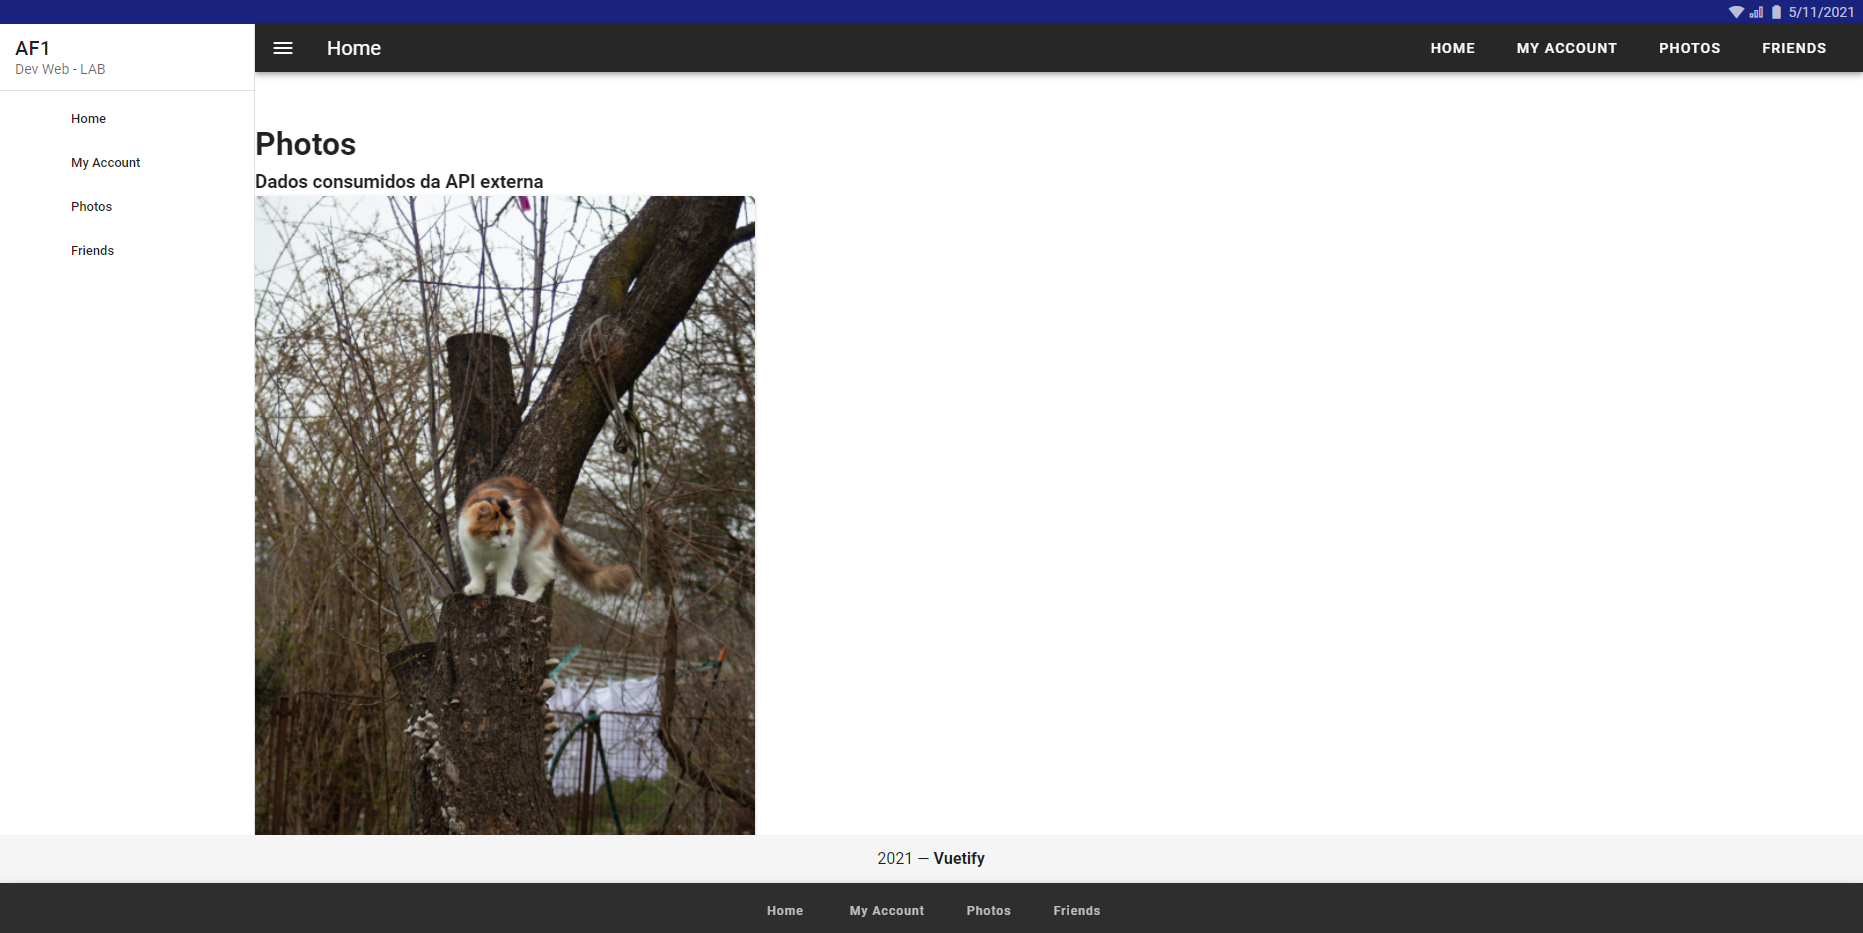 5/11/2021
AF1
Dev Web - LAB
Home
My Account
Photos
Friends
Home
HOME
MY ACCOUNT
PHOTOS
FRIENDS
Photos
Dados consumidos da API externa
2021 — Vuetify
Home
My Account
Photos
Friends